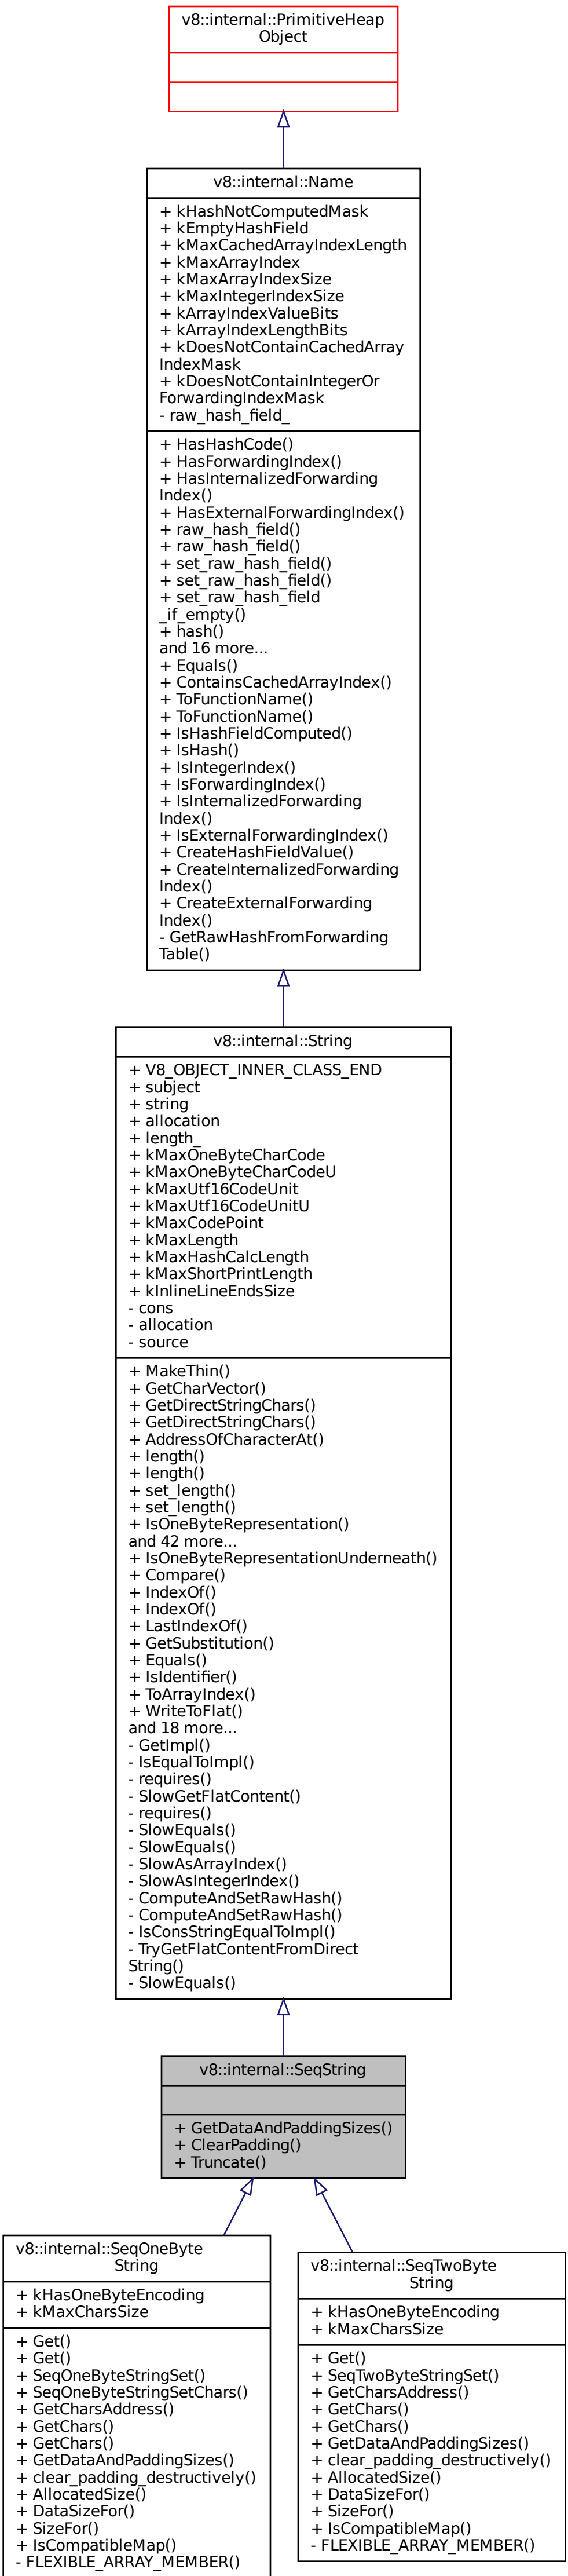 v8::internal::PrimitiveHeap
Object
v8::internal::Name
+ kHashNotComputedMask
+ kEmptyHashField
+ kMaxCachedArrayIndexLength
+ kMaxArrayIndex
+ kMaxArrayIndexSize
+ kMaxIntegerIndexSize
+ kArrayIndexValueBits
+ kArrayIndexLengthBits
+ kDoesNotContainCachedArray
IndexMask
+ kDoesNotContainIntegerOr
ForwardingIndexMask
- raw_hash_field_
+ HasHashCode()
+ HasForwardingIndex()
+ HasInternalizedForwarding
Index()
+ HasExternalForwardingIndex()
+ raw_hash_field()
+ raw_hash_field()
+ set_raw_hash_field()
+ set_raw_hash_field()
+ set_raw_hash_field
_if_empty()
+ hash()
and 16 more...
+ Equals()
+ ContainsCachedArrayIndex()
+ ToFunctionName()
+ ToFunctionName()
+ IsHashFieldComputed()
+ IsHash()
+ IsIntegerIndex()
+ IsForwardingIndex()
+ IsInternalizedForwarding
Index()
+ IsExternalForwardingIndex()
+ CreateHashFieldValue()
+ CreateInternalizedForwarding
Index()
+ CreateExternalForwarding
Index()
- GetRawHashFromForwarding
Table()
v8::internal::String
+ V8_OBJECT_INNER_CLASS_END
+ subject
+ string
+ allocation
+ length_
+ kMaxOneByteCharCode
+ kMaxOneByteCharCodeU
+ kMaxUtf16CodeUnit
+ kMaxUtf16CodeUnitU
+ kMaxCodePoint
+ kMaxLength
+ kMaxHashCalcLength
+ kMaxShortPrintLength
+ kInlineLineEndsSize
- cons
- allocation
- source
+ MakeThin()
+ GetCharVector()
+ GetDirectStringChars()
+ GetDirectStringChars()
+ AddressOfCharacterAt()
+ length()
+ length()
+ set_length()
+ set_length()
+ IsOneByteRepresentation()
and 42 more...
+ IsOneByteRepresentationUnderneath()
+ Compare()
+ IndexOf()
+ IndexOf()
+ LastIndexOf()
+ GetSubstitution()
+ Equals()
+ IsIdentifier()
+ ToArrayIndex()
+ WriteToFlat()
and 18 more...
- GetImpl()
- IsEqualToImpl()
- requires()
- SlowGetFlatContent()
- requires()
- SlowEquals()
- SlowEquals()
- SlowAsArrayIndex()
- SlowAsIntegerIndex()
- ComputeAndSetRawHash()
- ComputeAndSetRawHash()
- IsConsStringEqualToImpl()
- TryGetFlatContentFromDirect
String()
- SlowEquals()
v8::internal::SeqString
+ GetDataAndPaddingSizes()
+ ClearPadding()
+ Truncate()
v8::internal::SeqOneByte
String
+ kHasOneByteEncoding
+ kMaxCharsSize
+ Get()
+ Get()
+ SeqOneByteStringSet()
+ SeqOneByteStringSetChars()
+ GetCharsAddress()
+ GetChars()
+ GetChars()
+ GetDataAndPaddingSizes()
+ clear_padding_destructively()
+ AllocatedSize()
+ DataSizeFor()
+ SizeFor()
+ IsCompatibleMap()
- FLEXIBLE_ARRAY_MEMBER()
v8::internal::SeqTwoByte
String
+ kHasOneByteEncoding
+ kMaxCharsSize
+ Get()
+ SeqTwoByteStringSet()
+ GetCharsAddress()
+ GetChars()
+ GetChars()
+ GetDataAndPaddingSizes()
+ clear_padding_destructively()
+ AllocatedSize()
+ DataSizeFor()
+ SizeFor()
+ IsCompatibleMap()
- FLEXIBLE_ARRAY_MEMBER()